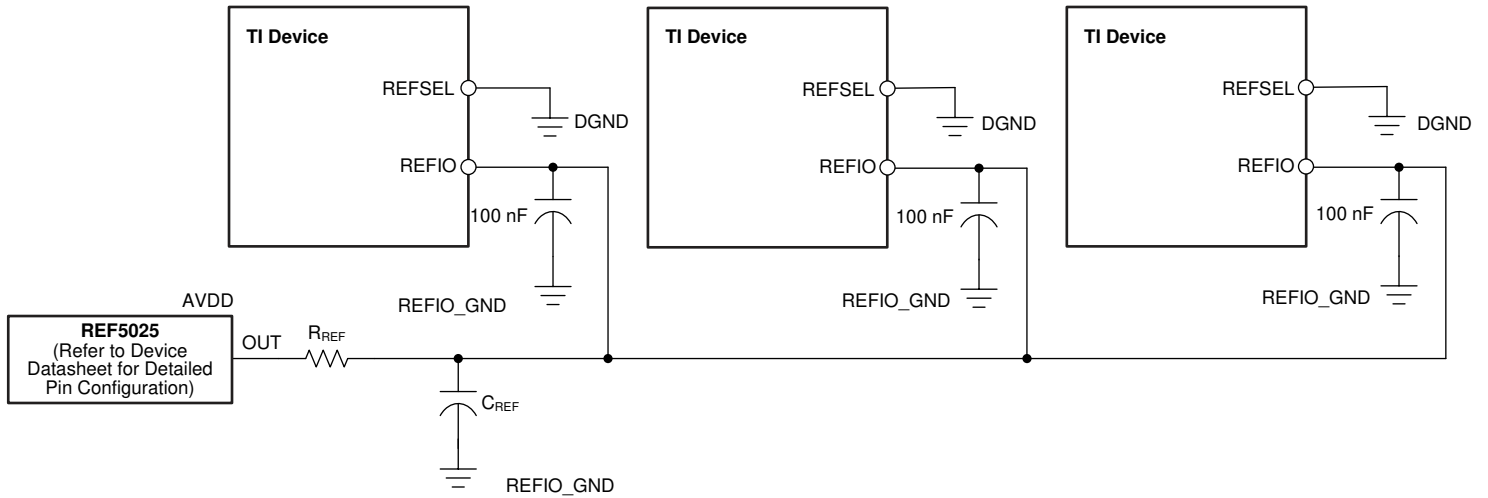 TI Device
TI Device
TI Device
REFSEL
REFSEL
REFSEL
DGND
DGND
DGND
REFIO
REFIO
REFIO
100 nF
100 nF
100 nF
AVDD
REFIO_GND
REFIO_GND
REFIO_GND
REF5025
(Refer to Device
Datasheet for Detailed
Pin Configuration)
OUT
RREF
CREF
REFIO_GND